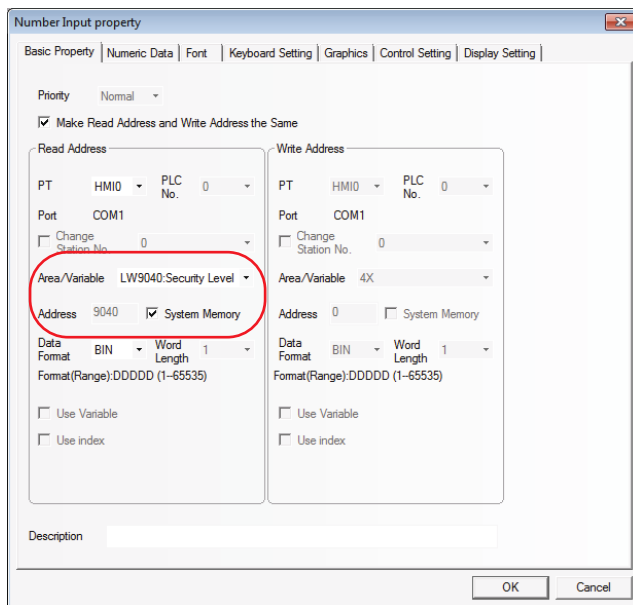 Number Input property
Basic Property Numeric Data Font Keyboard Setting Graphics Control Setting Display Setting
Priority Normal
Make Read Address and Write Address the Same
Read Address
PT HMI0 PLC No. 0
Port COM1
Change Station No. 0
Area/Variable LW9040:Security Level
Address 9040 System Memory
Data Format BIN Word Length 1
Format(Range):DDDDD (1--65535)
Use Variable
Use index
Write Address
PT HMI0 PLC No. 0
Port COM1
Change Station No. 0
Area/Variable 4X
Address 0 System Memory
Data Format BIN Word Length 1
Format(Range):DDDDD (1--65535)
Use Variable
Use index
Description
OK Cancel